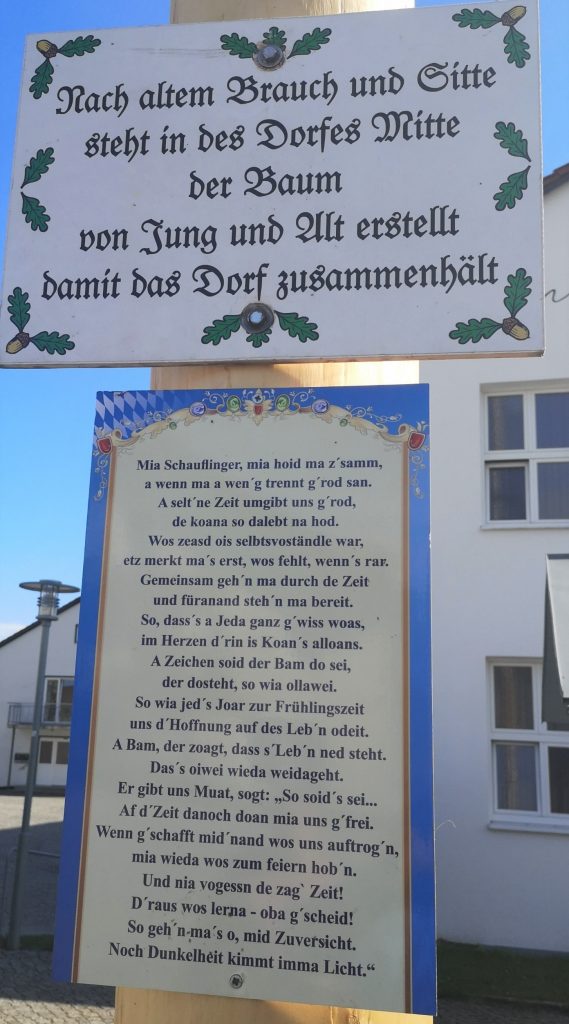 Nach altem Brauch und Sitte
steht in des Dorfes Mitte
der Baum
von Jung und Alt erstellt
damit das Dorf zusammenhält
Mia Schauflinger, mia hoid ma z´samm,
a wenn ma a wen´g trennt g´rod san.
A selt´ne Zeit umgibt uns g´rod,
de koana so dalebt na hod.
Wos zeasd ois selbtsvoständle war,
etz merkt ma´s erst, wos fehlt, wenn´s rar.
Gemeinsam geh´n ma durch de Zeit
und füranand steh´n ma bereit.
So, dass´s a Jeda ganz g´wiss woas,
im Herzen d´rin is Koan´s alloans.
A Zeichen soid der Bam do sei,
der dosteht, so wia ollawei.
So wia jed´s Joar zur Frühlingszeit
uns d´Hoffnung auf des Leb´n odeit.
A Bam, der zoagt, dass s´Leb´n ned steht.
Das´s oiwei wieda weidageht.
Er gibt uns Muat, sogt: „So soid´s sei...
Af d´Zeit danoch doan mia uns g´frei.
Wenn g´schafft mid´nand wos uns auftrog´n,
mia wieda wos zum feiern hob´n.
Und nia vogessn de zag` Zeit!
D´raus wos lerna - oba g´scheid!
So geh´n-ma´s o, mid Zuversicht.
Noch Dunkelheit kimmt imma Licht.“